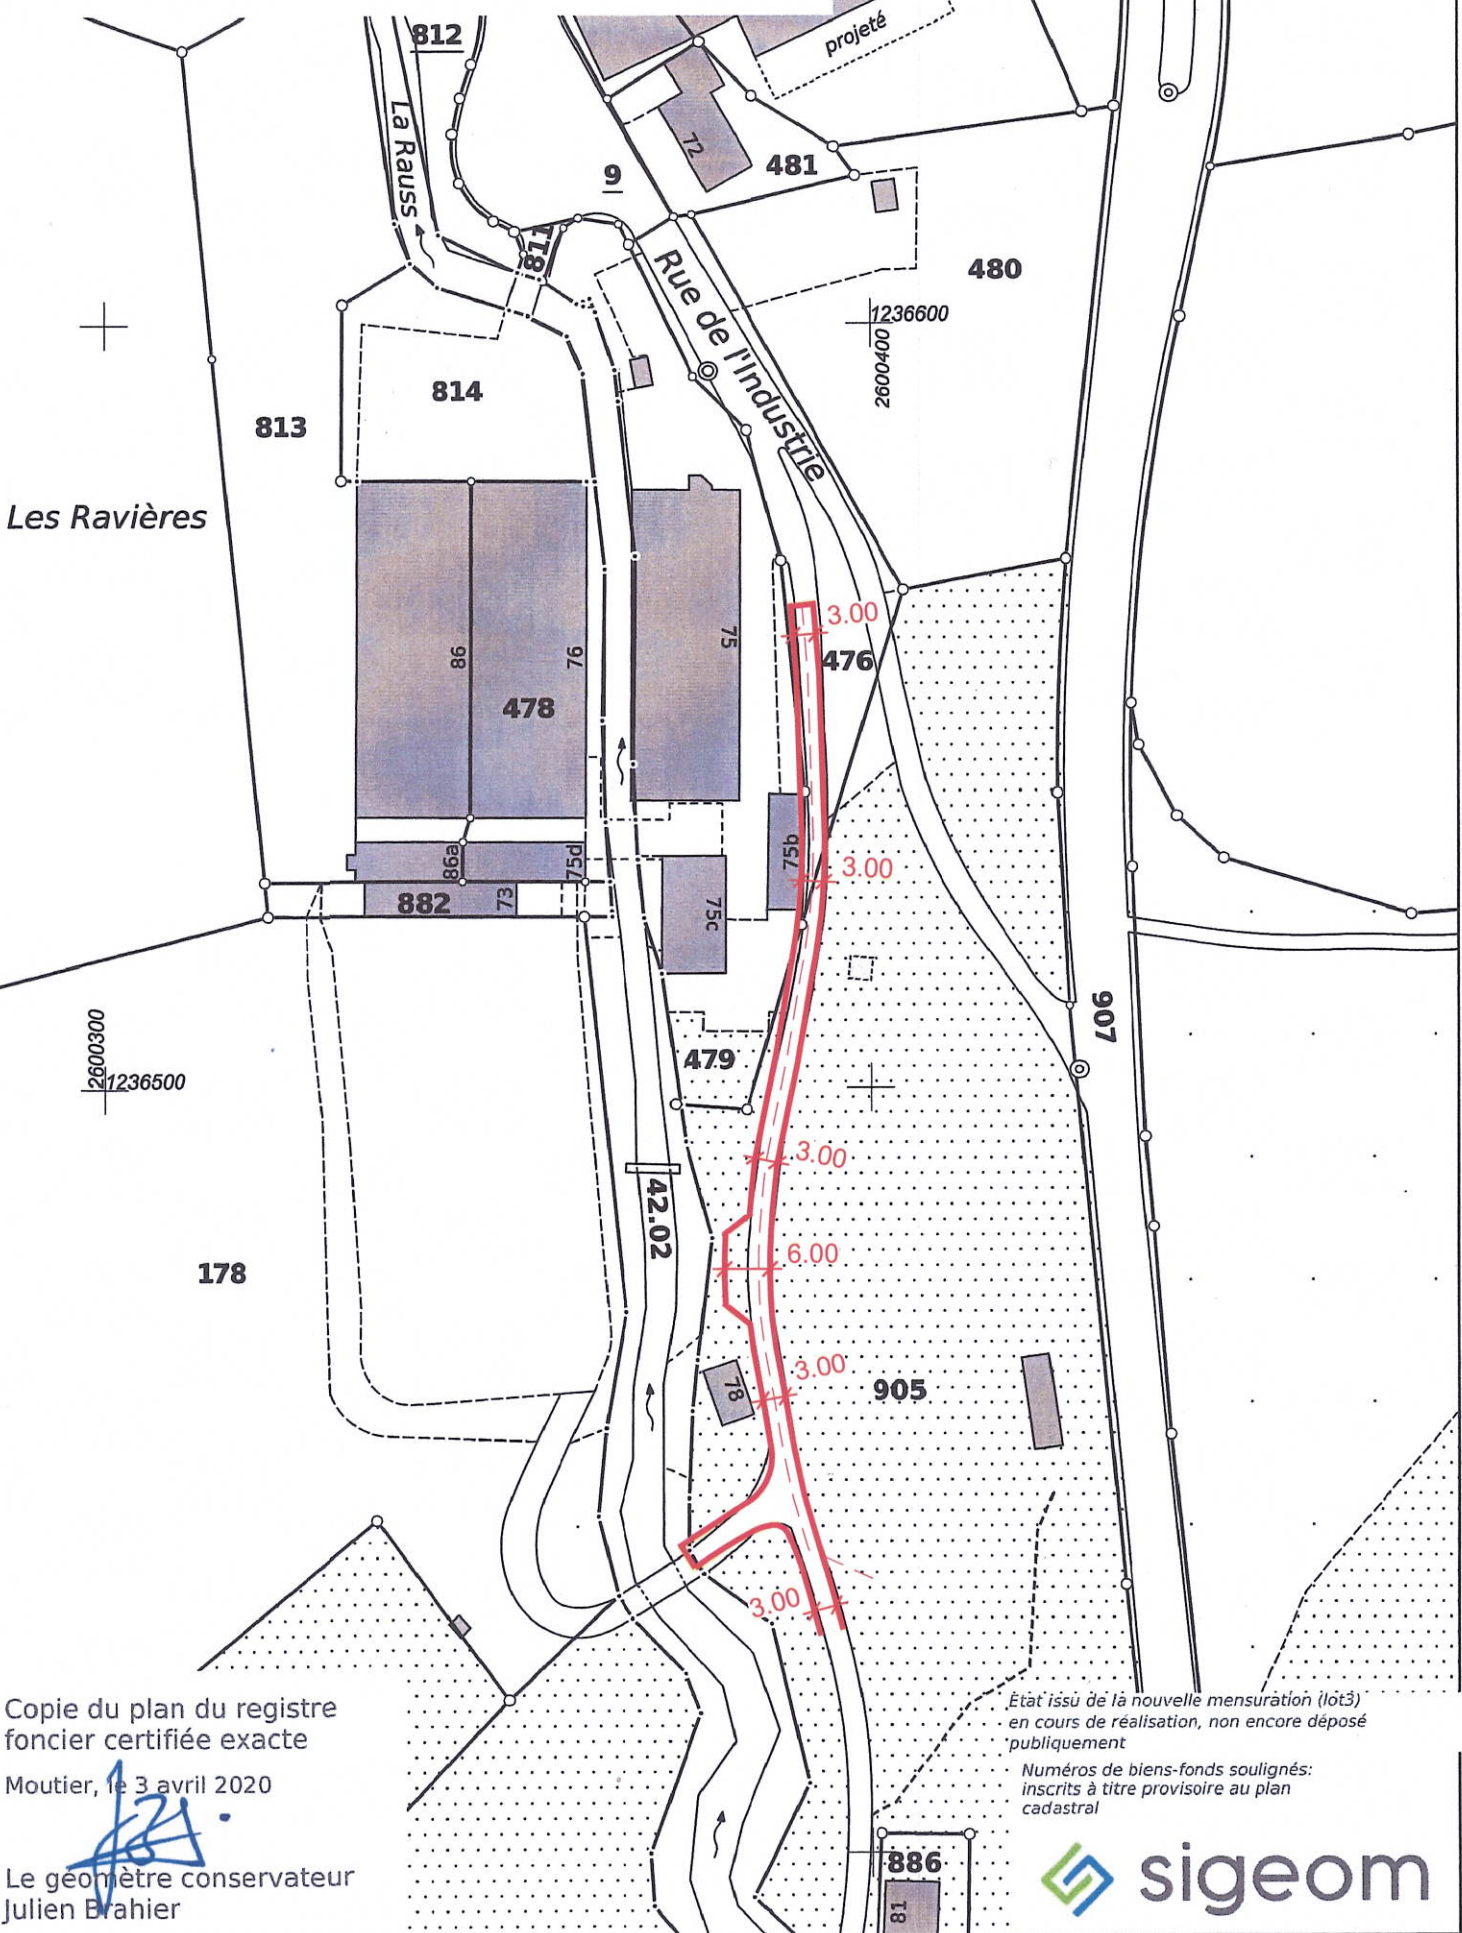 812
projeté
La Rauss
72
481
9
811
Rue de l'Industrie
480
1236600
2600400
814
813
Les Ravières
3.00
476
75
86
76
478
75b
3.00
86a
75d
882
73
75c
907
479
2600300
1236500
3.00
42.02
6.00
178
3.00
905
78
3.00
Copie du plan du registre
foncier certifiée exacte
Moutier, le 3 avril 2020
Le géomètre conservateur
Julien Brahier
État issu de la nouvelle mensuration (lot3)
en cours de réalisation, non encore déposé
publiquement
Numéros de biens-fonds soulignés:
inscrits à titre provisoire au plan
cadastral
886
81
sigeom